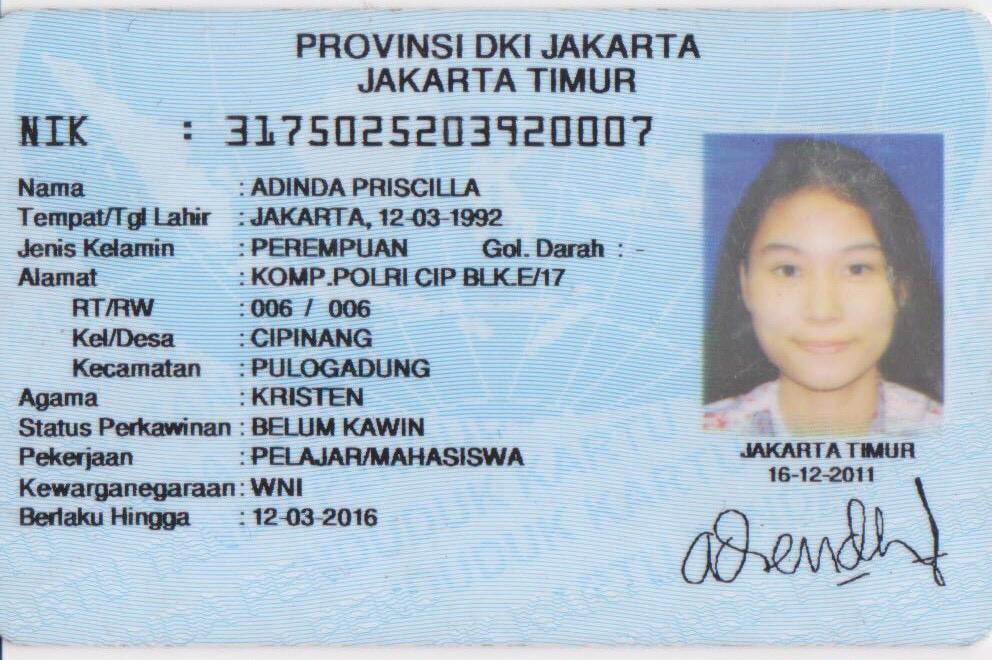 PROVINSI DKI JAKARTA
JAKARTA TIMUR
NIK : 3175025203920007
Nama : ADINDA PRISCILLA
Tempat/Tgl Lahir : JAKARTA, 12-03-1992
Jenis Kelamin : PEREMPUAN Gol. Darah : -
Alamat : KOMP.POLRI CIP BLK.E/17
RT/RW : 006 / 006
Kel/Desa : CIPINANG
Kecamatan : PULOGADUNG
Agama : KRISTEN
Status Perkawinan : BELUM KAWIN
Pekerjaan : PELAJAR/MAHASISWA
Kewarganegaraan : WNI
Berlaku Hingga : 12-03-2016
JAKARTA TIMUR
16-12-2011